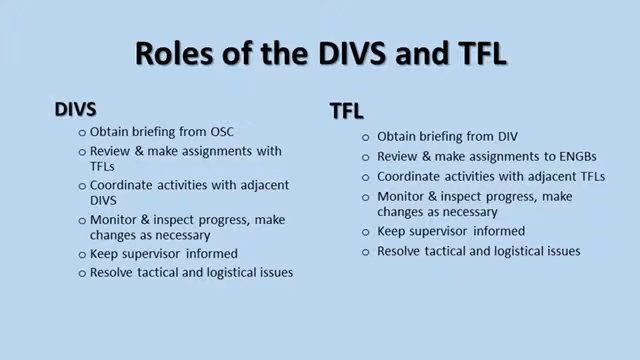 Roles of the DIVS and TFL
DIVS
o Obtain briefing from OSC
o Review & make assignments with
TFLs
o Coordinate activities with adjacent
DIVS
o Monitor & inspect progress, make
changes as necessary
o Keep supervisor informed
o Resolve tactical and logistical issues
TFL
o Obtain briefing from DIV
o Review & make assignments to ENGBs
o Coordinate activities with adjacent TFLs
o Monitor & inspect progress, make
changes as necessary
o Keep supervisor informed
o Resolve tactical and logistical issues